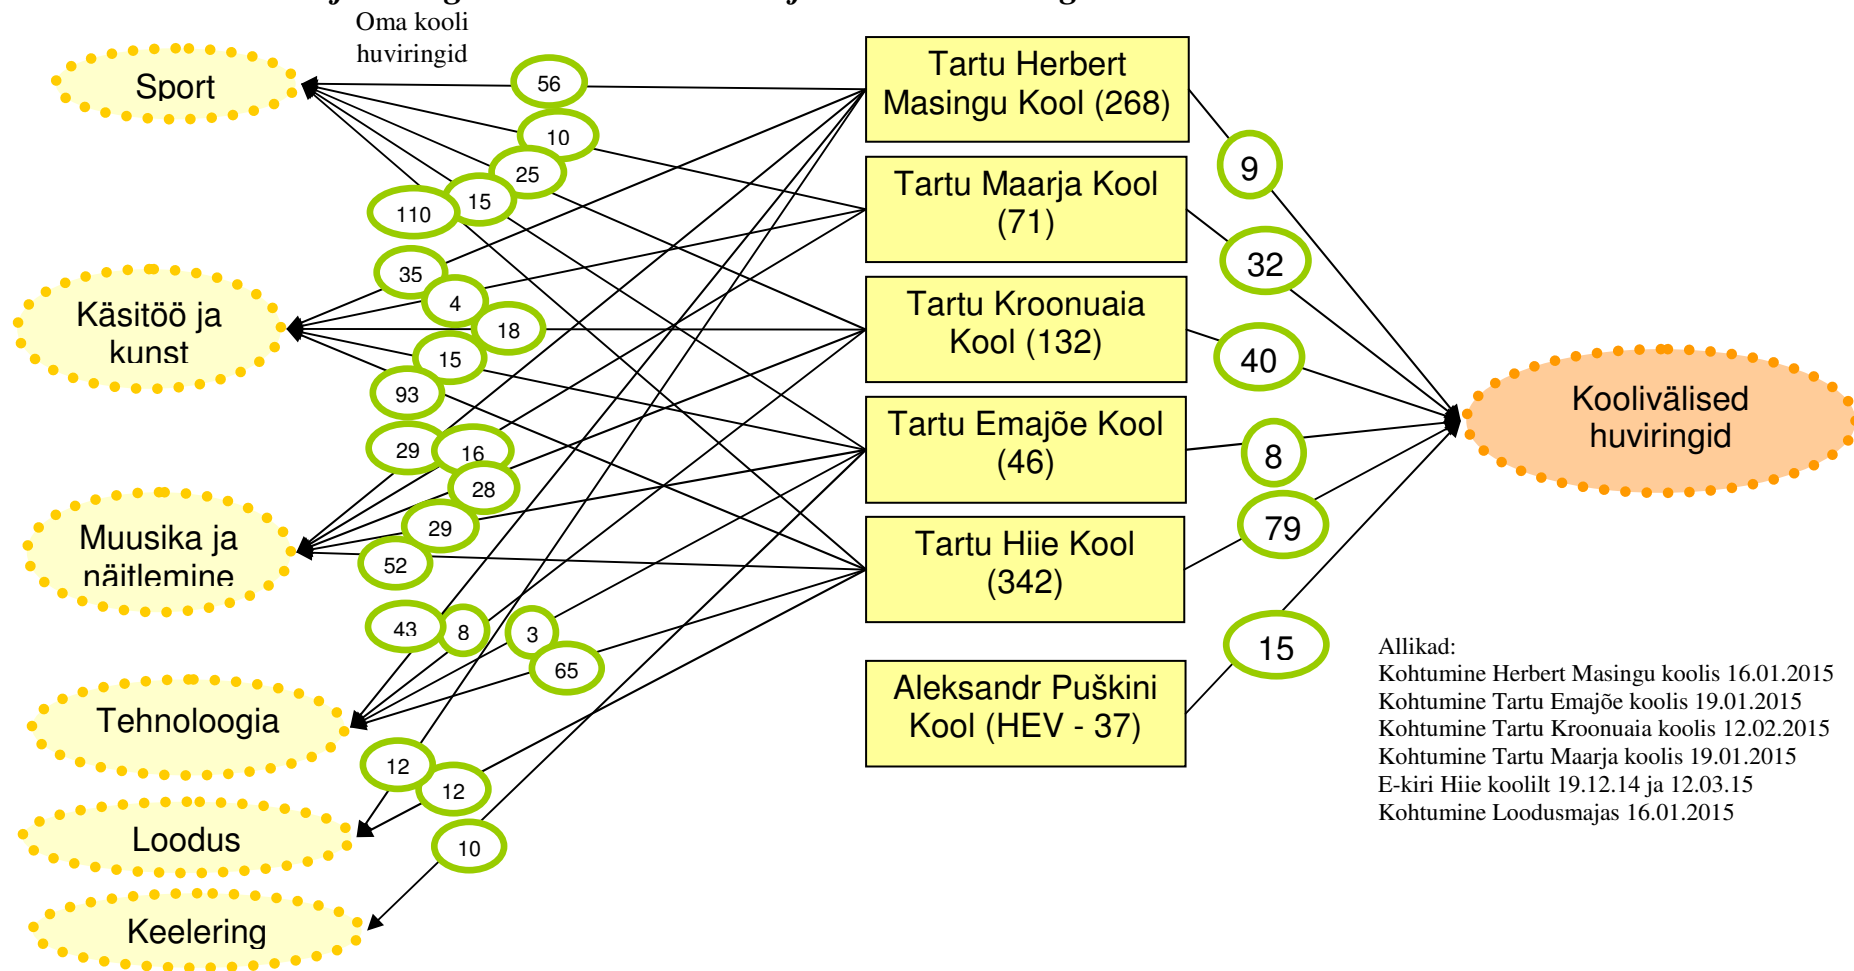 Oma kooli
huviringid
Sport
Käsitöö ja
kunst
Muusika ja
näitlemine
Tehnoloogia
Loodus
Keelering
56
10
25
15
110
35
4
18
15
93
29
16
28
29
52
43
8
3
65
12
12
10
Tartu Herbert
Masingu Kool (268)
Tartu Maarja Kool
(71)
Tartu Kroonuaia
Kool (132)
Tartu Emajõe Kool
(46)
Tartu Hiie Kool
(342)
Aleksandr Puškini
Kool (HEV - 37)
9
32
40
8
79
15
Koolivälised
huviringid
Allikad:
Kohtumine Herbert Masingu koolis 16.01.2015
Kohtumine Tartu Emajõe koolis 19.01.2015
Kohtumine Tartu Kroonuaia koolis 12.02.2015
Kohtumine Tartu Maarja koolis 19.01.2015
E-kiri Hiie koolilt 19.12.14 ja 12.03.15
Kohtumine Loodusmajas 16.01.2015